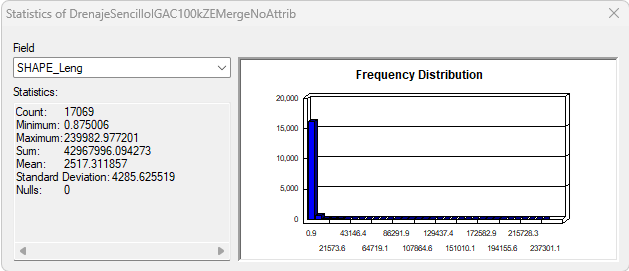 Statistics of DrenajeSencilloIGAC100kZEMergeNoAttrib
Field
SHAPE_Leng
Statistics:
Count: 17069
Minimum: 0.875006
Maximum: 239982.977201
Sum: 42967996.094273
Mean: 2517.311857
Standard Deviation: 4285.625519
Nulls: 0
Frequency Distribution
20,000
15,000
10,000
5,000
0
0.9 43146.4 86291.9 129437.4 172582.9 215728.3
21573.6 64719.1 107864.6 151010.1 194155.6 237301.1